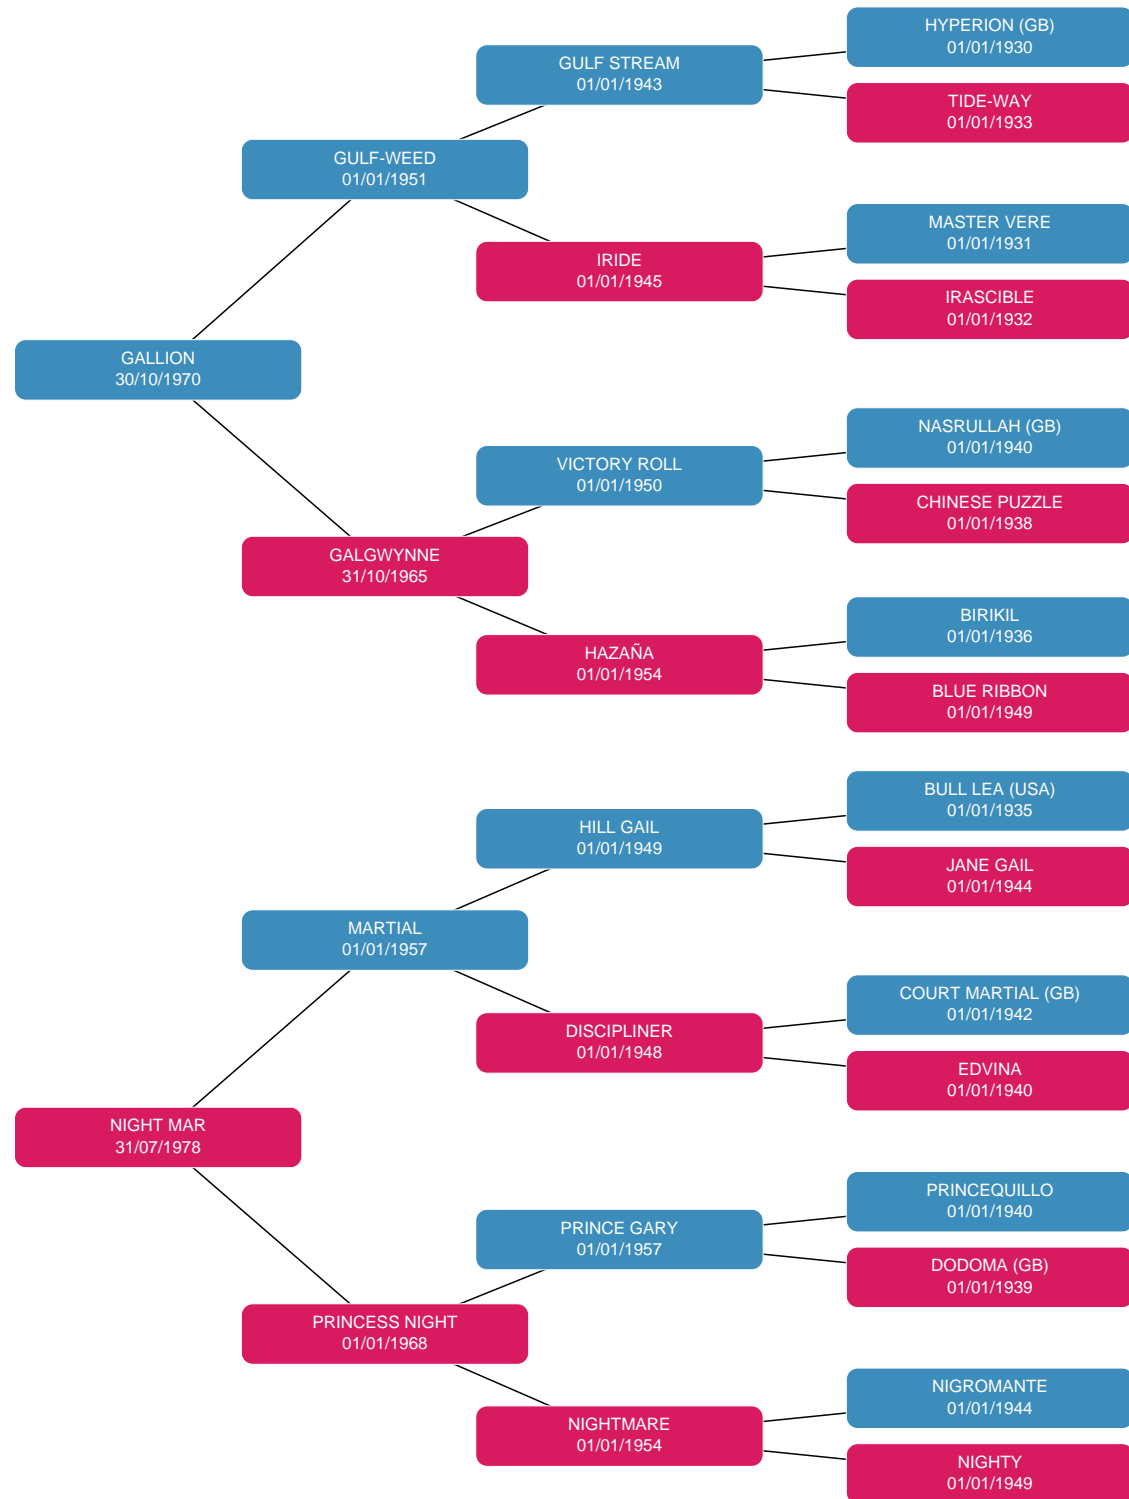 HYPERION (GB)
01/01/1930
GULF STREAM
01/01/1943
TIDE-WAY
01/01/1933
GULF-WEED
01/01/1951
MASTER VERE
01/01/1931
IRIDE
01/01/1945
IRASCIBLE
01/01/1932
GALLION
30/10/1970
NASRULLAH (GB)
01/01/1940
VICTORY ROLL
01/01/1950
CHINESE PUZZLE
01/01/1938
GALGWYNNE
31/10/1965
BIRIKIL
01/01/1936
HAZAÑA
01/01/1954
BLUE RIBBON
01/01/1949
BULL LEA (USA)
01/01/1935
HILL GAIL
01/01/1949
JANE GAIL
01/01/1944
MARTIAL
01/01/1957
COURT MARTIAL (GB)
01/01/1942
DISCIPLINER
01/01/1948
EDVINA
01/01/1940
NIGHT MAR
31/07/1978
PRINCEQUILLO
01/01/1940
PRINCE GARY
01/01/1957
DODOMA (GB)
01/01/1939
PRINCESS NIGHT
01/01/1968
NIGROMANTE
01/01/1944
NIGHTMARE
01/01/1954
NIGHTY
01/01/1949